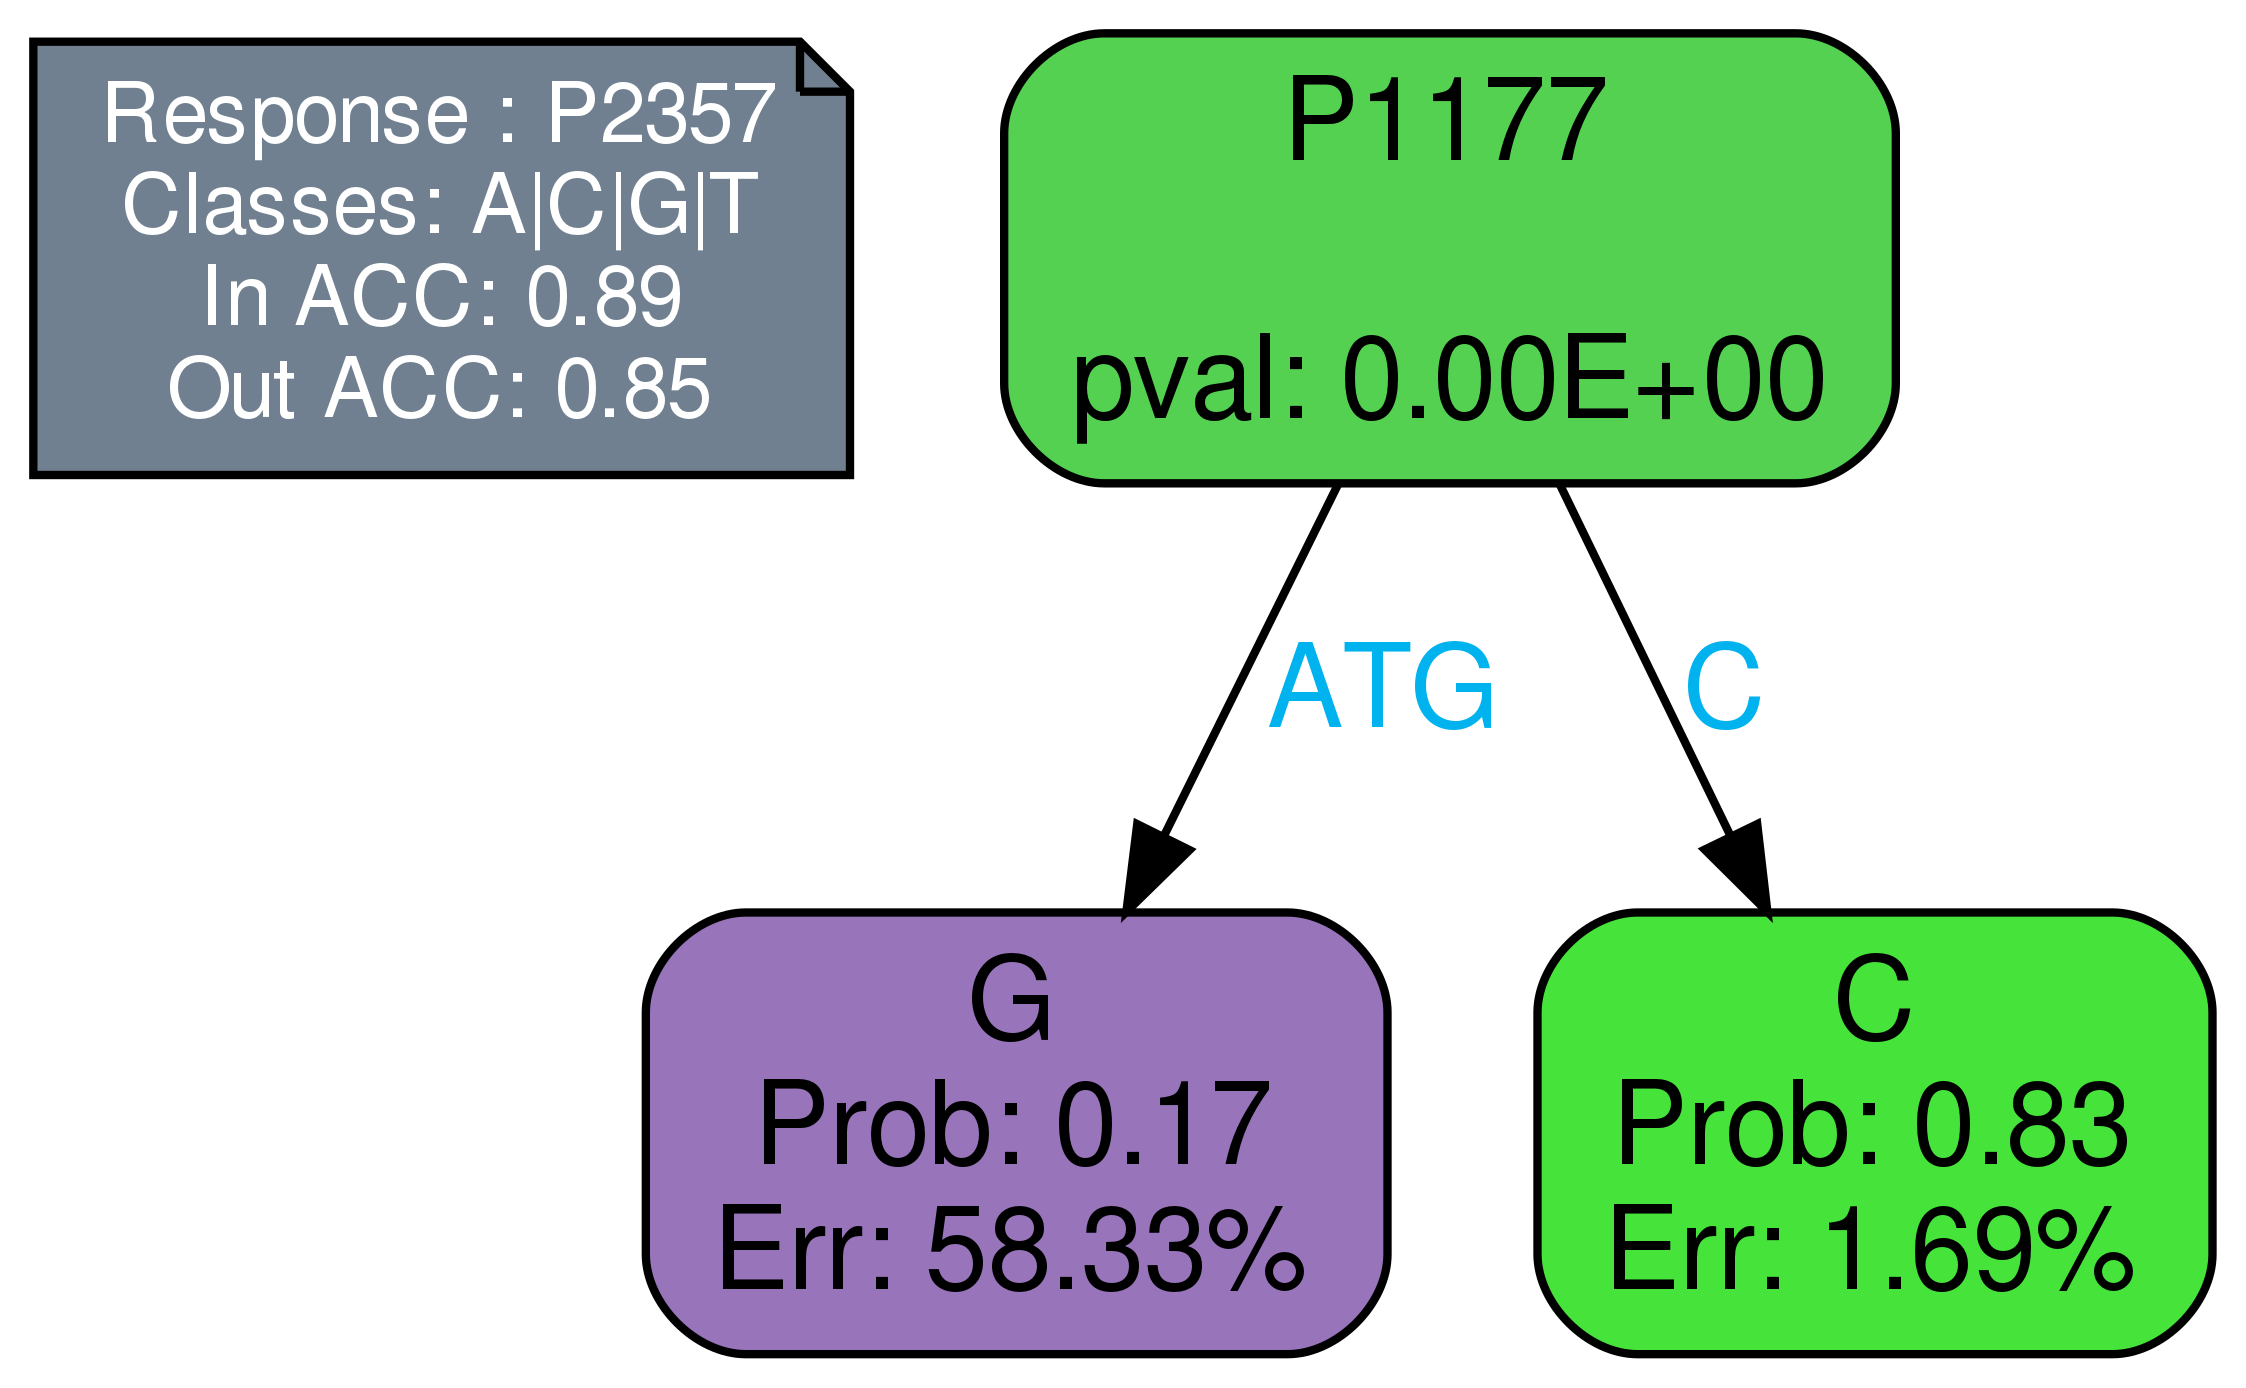 Response : P2357
Classes: A|C|G|T
In ACC: 0.89
Out ACC: 0.85
P1177
pval: 0.00E+00
ATG
C
G
Prob: 0.17
Err: 58.33%
C
Prob: 0.83
Err: 1.69%